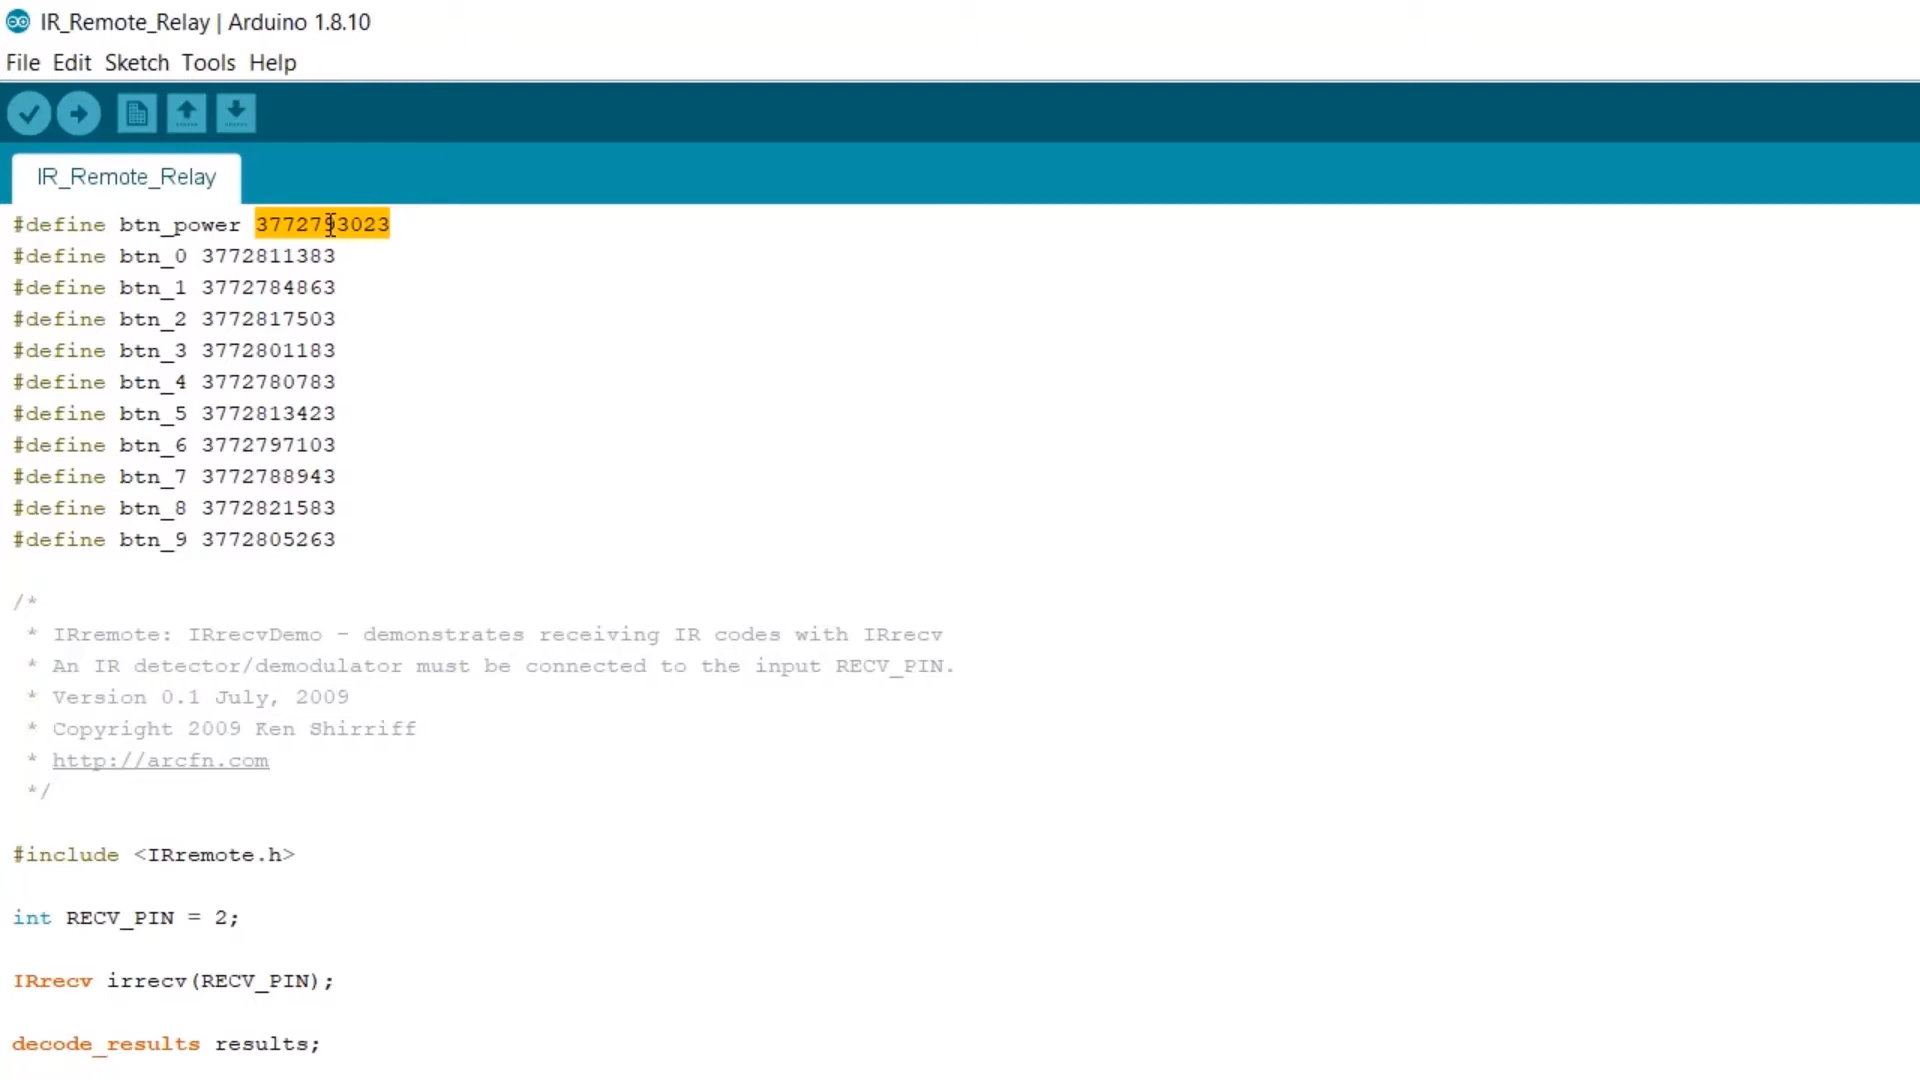 IR_Remote_Relay | Arduino 1.8.10
File Edit Sketch Tools Help
IR_Remote_Relay
#define btn_power 3772793023
#define btn_0 3772811383
#define btn_1 3772784863
#define btn_2 3772817503
#define btn_3 3772801183
#define btn_4 3772780783
#define btn_5 3772813423
#define btn_6 3772797103
#define btn_7 3772788943
#define btn_8 3772821583
#define btn_9 3772805263
/*
* IRremote: IRrecvDemo - demonstrates receiving IR codes with IRrecv
* An IR detector/demodulator must be connected to the input RECV_PIN.
* Version 0.1 July, 2009
* Copyright 2009 Ken Shirriff
* http://arcfn.com
*/
#include <IRremote.h>
int RECV_PIN = 2;
IRrecv irrecv(RECV_PIN);
decode_results results;